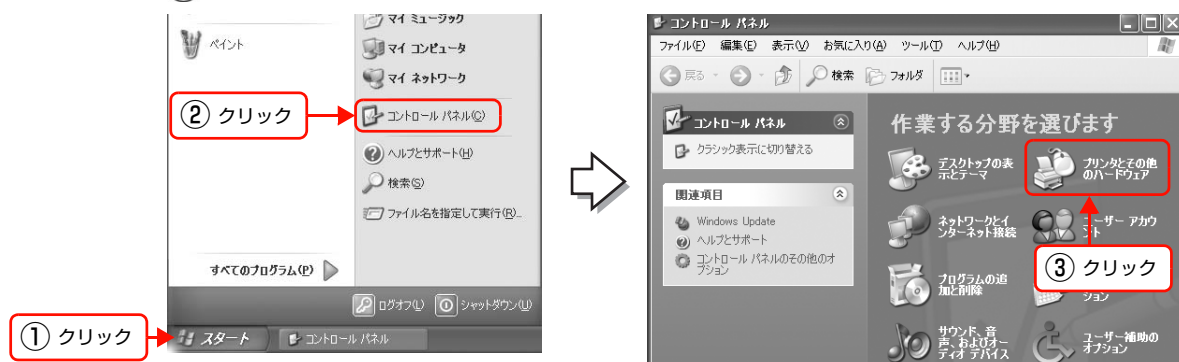 マイ ミュージック
ペイント
マイ コンピュータ
マイ ネットワーク
② クリック
コントロール パネル(C)
ヘルプとサポート(H)
検索(S)
ファイル名を指定して実行(R)...
すべてのプログラム(P)
ログオフ(L)
シャットダウン(U)
① クリック
スタート
コントロール パネル
コントロール パネル
ファイル(F) 編集(E) 表示(V) お気に入り(A) ツール(T) ヘルプ(H)
戻る 検索 フォルダ
コントロール パネル
クラシック表示に切り替える
関連項目
Windows Update
ヘルプとサポート
コントロール パネルのその他のオ
プション
作業する分野を選びます
デスクトップの表
示とテーマ
プリンタとその他
のハードウェア
ネットワークとイ
ンターネット接続
ユーザー アカウ
ント
③ クリック
プログラムの追
加と削除
ション
サウンド、音
声、およびオー
ディオ デバイス
ユーザー補助の
オプション